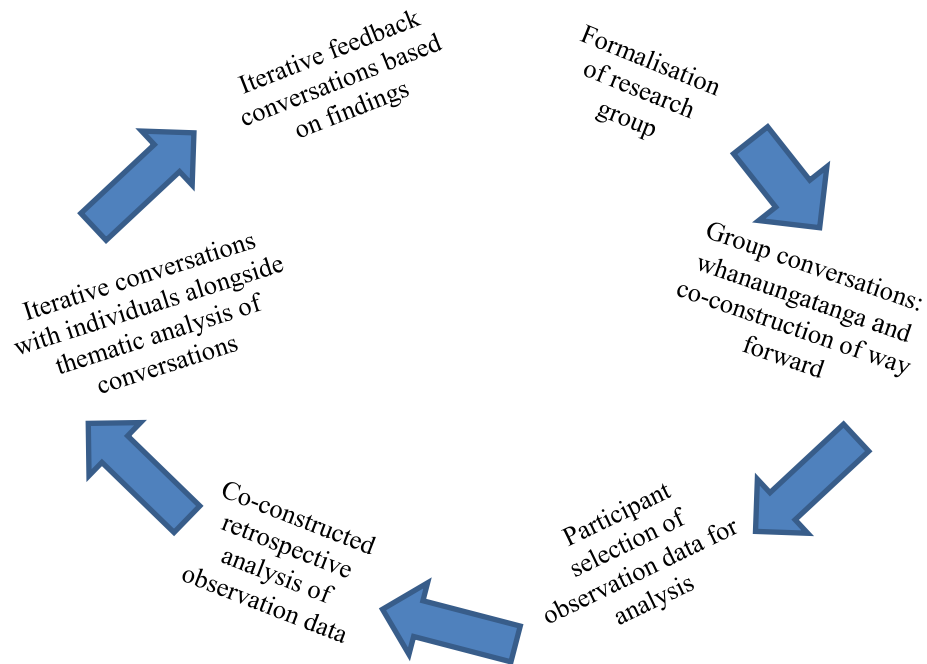 Formalisation
of research
group
Group conversations:
whanaungatanga and
co-construction of way
forward
Participant
selection of
observation data for
analysis
Co-constructed
retrospective
analysis of
observation data
Iterative conversations
with individuals alongside
thematic analysis of
conversations
Iterative feedback
conversations based
on findings